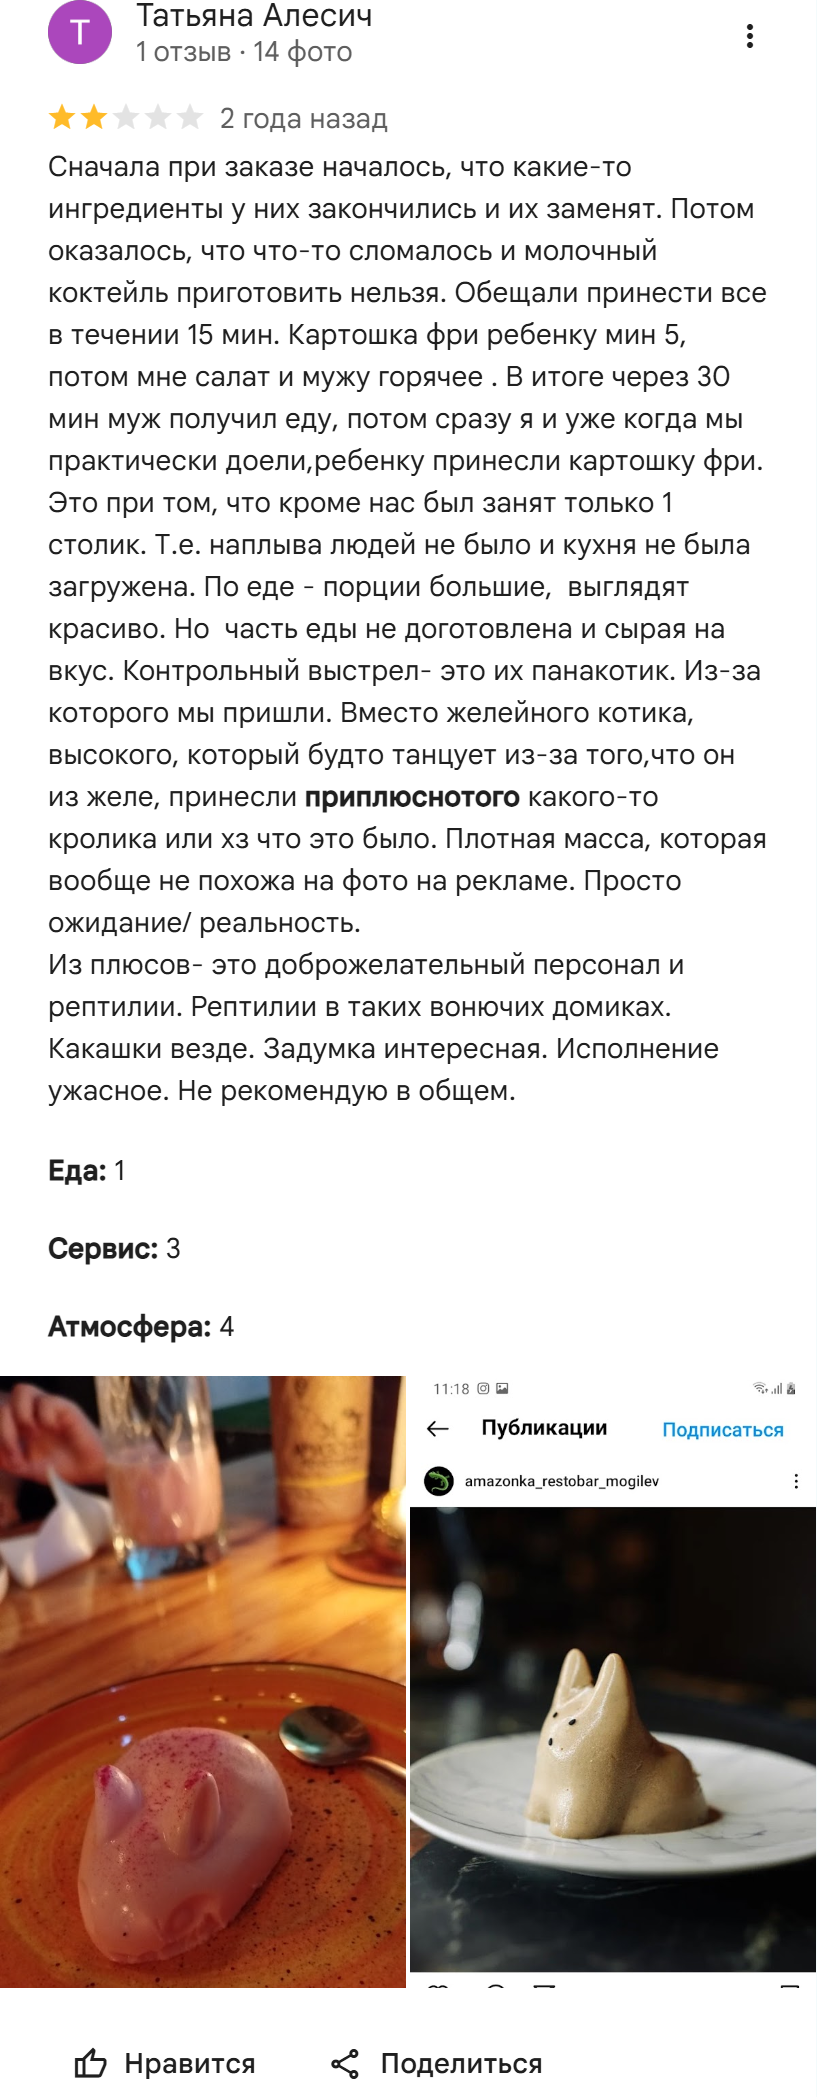 Т
Татьяна Алесич
1 отзыв · 14 фото
2 года назад
Сначала при заказе началось, что какие-то
ингредиенты у них закончились и их заменят. Потом
оказалось, что что-то сломалось и молочный
коктейль приготовить нельзя. Обещали принести все
в течении 15 мин. Картошка фри ребенку мин 5,
потом мне салат и мужу горячее . В итоге через 30
мин муж получил еду, потом сразу я и уже когда мы
практически доели,ребенку принесли картошку фри.
Это при том, что кроме нас был занят только 1
столик. Т.е. наплыва людей не было и кухня не была
загружена. По еде - порции большие,  выглядят
красиво. Но  часть еды не доготовлена и сырая на
вкус. Контрольный выстрел- это их панакотик. Из-за
которого мы пришли. Вместо желейного котика,
высокого, который будто танцует из-за того,что он
из желе, принесли приплюснотого какого-то
кролика или хз что это было. Плотная масса, которая
вообще не похожа на фото на рекламе. Просто
ожидание/ реальность.
Из плюсов- это доброжелательный персонал и
рептилии. Рептилии в таких вонючих домиках.
Какашки везде. Задумка интересная. Исполнение
ужасное. Не рекомендую в общем.
Еда: 1
Сервис: 3
Атмосфера: 4
11:18
Публикации
Подписаться
amazonka_restobar_mogilev
Нравится
Поделиться